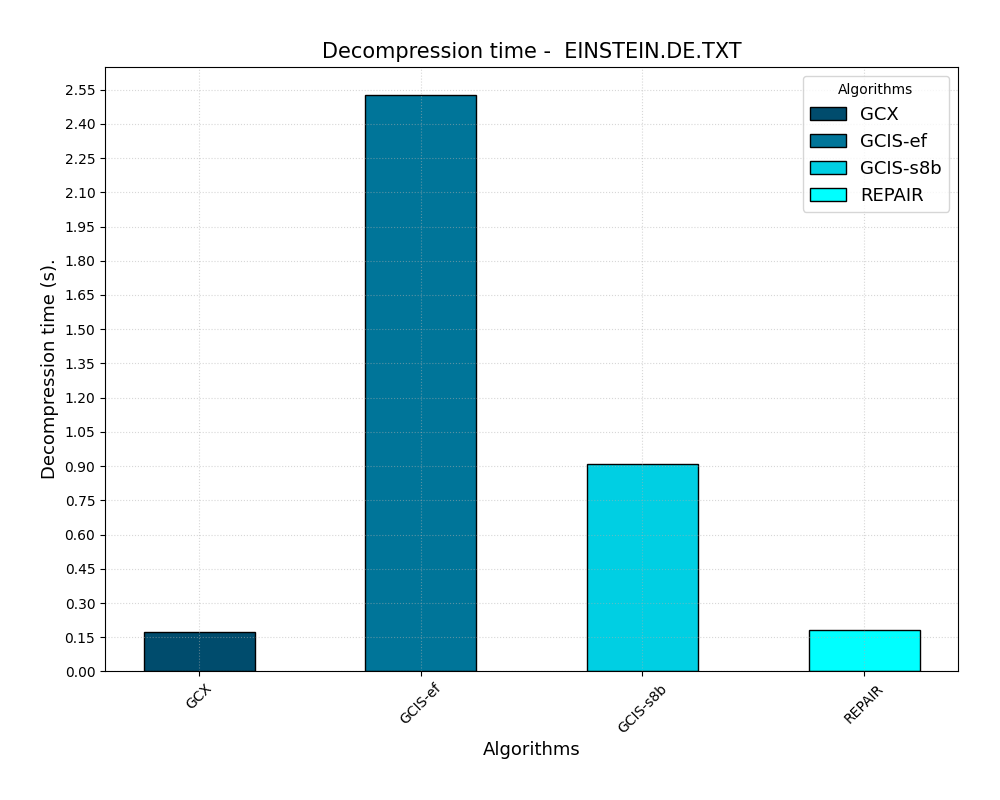 Decompression time -  EINSTEIN.DE.TXT
Algorithms
GCX
GCIS-ef
GCIS-s8b
REPAIR
Decompression time (s).
2.55
2.40
2.25
2.10
1.95
1.80
1.65
1.50
1.35
1.20
1.05
0.90
0.75
0.60
0.45
0.30
0.15
0.00
GCX
GCIS-ef
GCIS-s8b
REPAIR
Algorithms